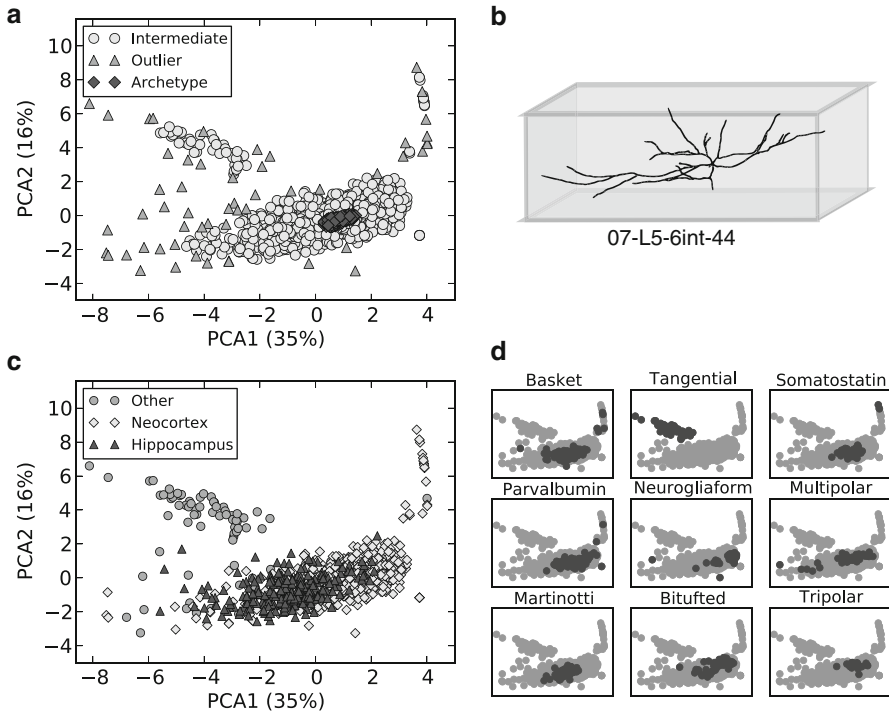 a
Intermediate
Outlier
Archetype
PCA2 (16%)
10
8
6
4
2
0
−2
−4
−8 −6 −4 −2 0 2 4
PCA1 (35%)
b
07-L5-6int-44
c
Other
Neocortex
Hippocampus
PCA2 (16%)
10
8
6
4
2
0
−2
−4
−8 −6 −4 −2 0 2 4
PCA1 (35%)
d
Basket Tangential Somatostatin
Parvalbumin Neurogliaform Multipolar
Martinotti Bitufted Tripolar